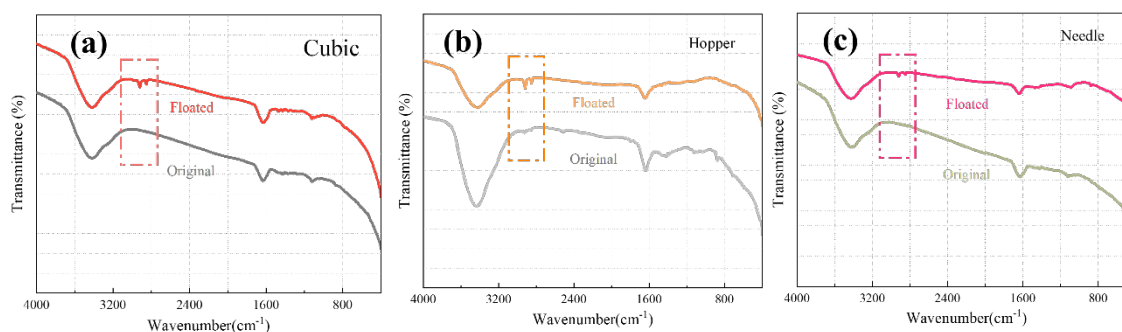 (a)
Cubic
Floated
Original
Transmittance (%)
4000
3200
2400
1600
800
Wavenumber(cm⁻¹)
(b)
Hopper
Floated
Original
Transmittance (%)
4000
3200
2400
1600
800
Wavenumber(cm⁻¹)
(c)
Needle
Floated
Original
Transmittance (%)
4000
3200
2400
1600
800
Wavenumber(cm⁻¹)